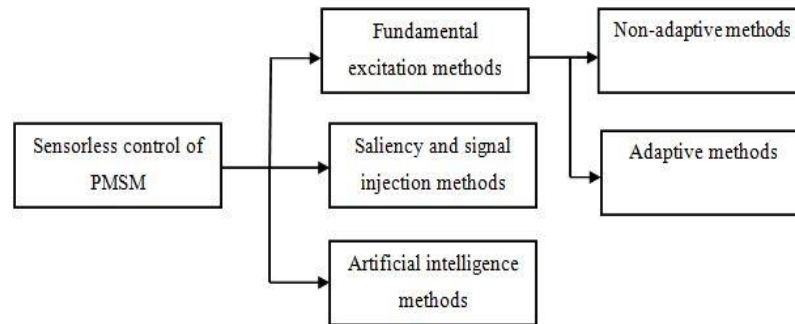 Sensorless control of
PMSM
Fundamental
excitation methods
Saliency and signal
injection methods
Artificial intelligence
methods
Non-adaptive methods
Adaptive methods